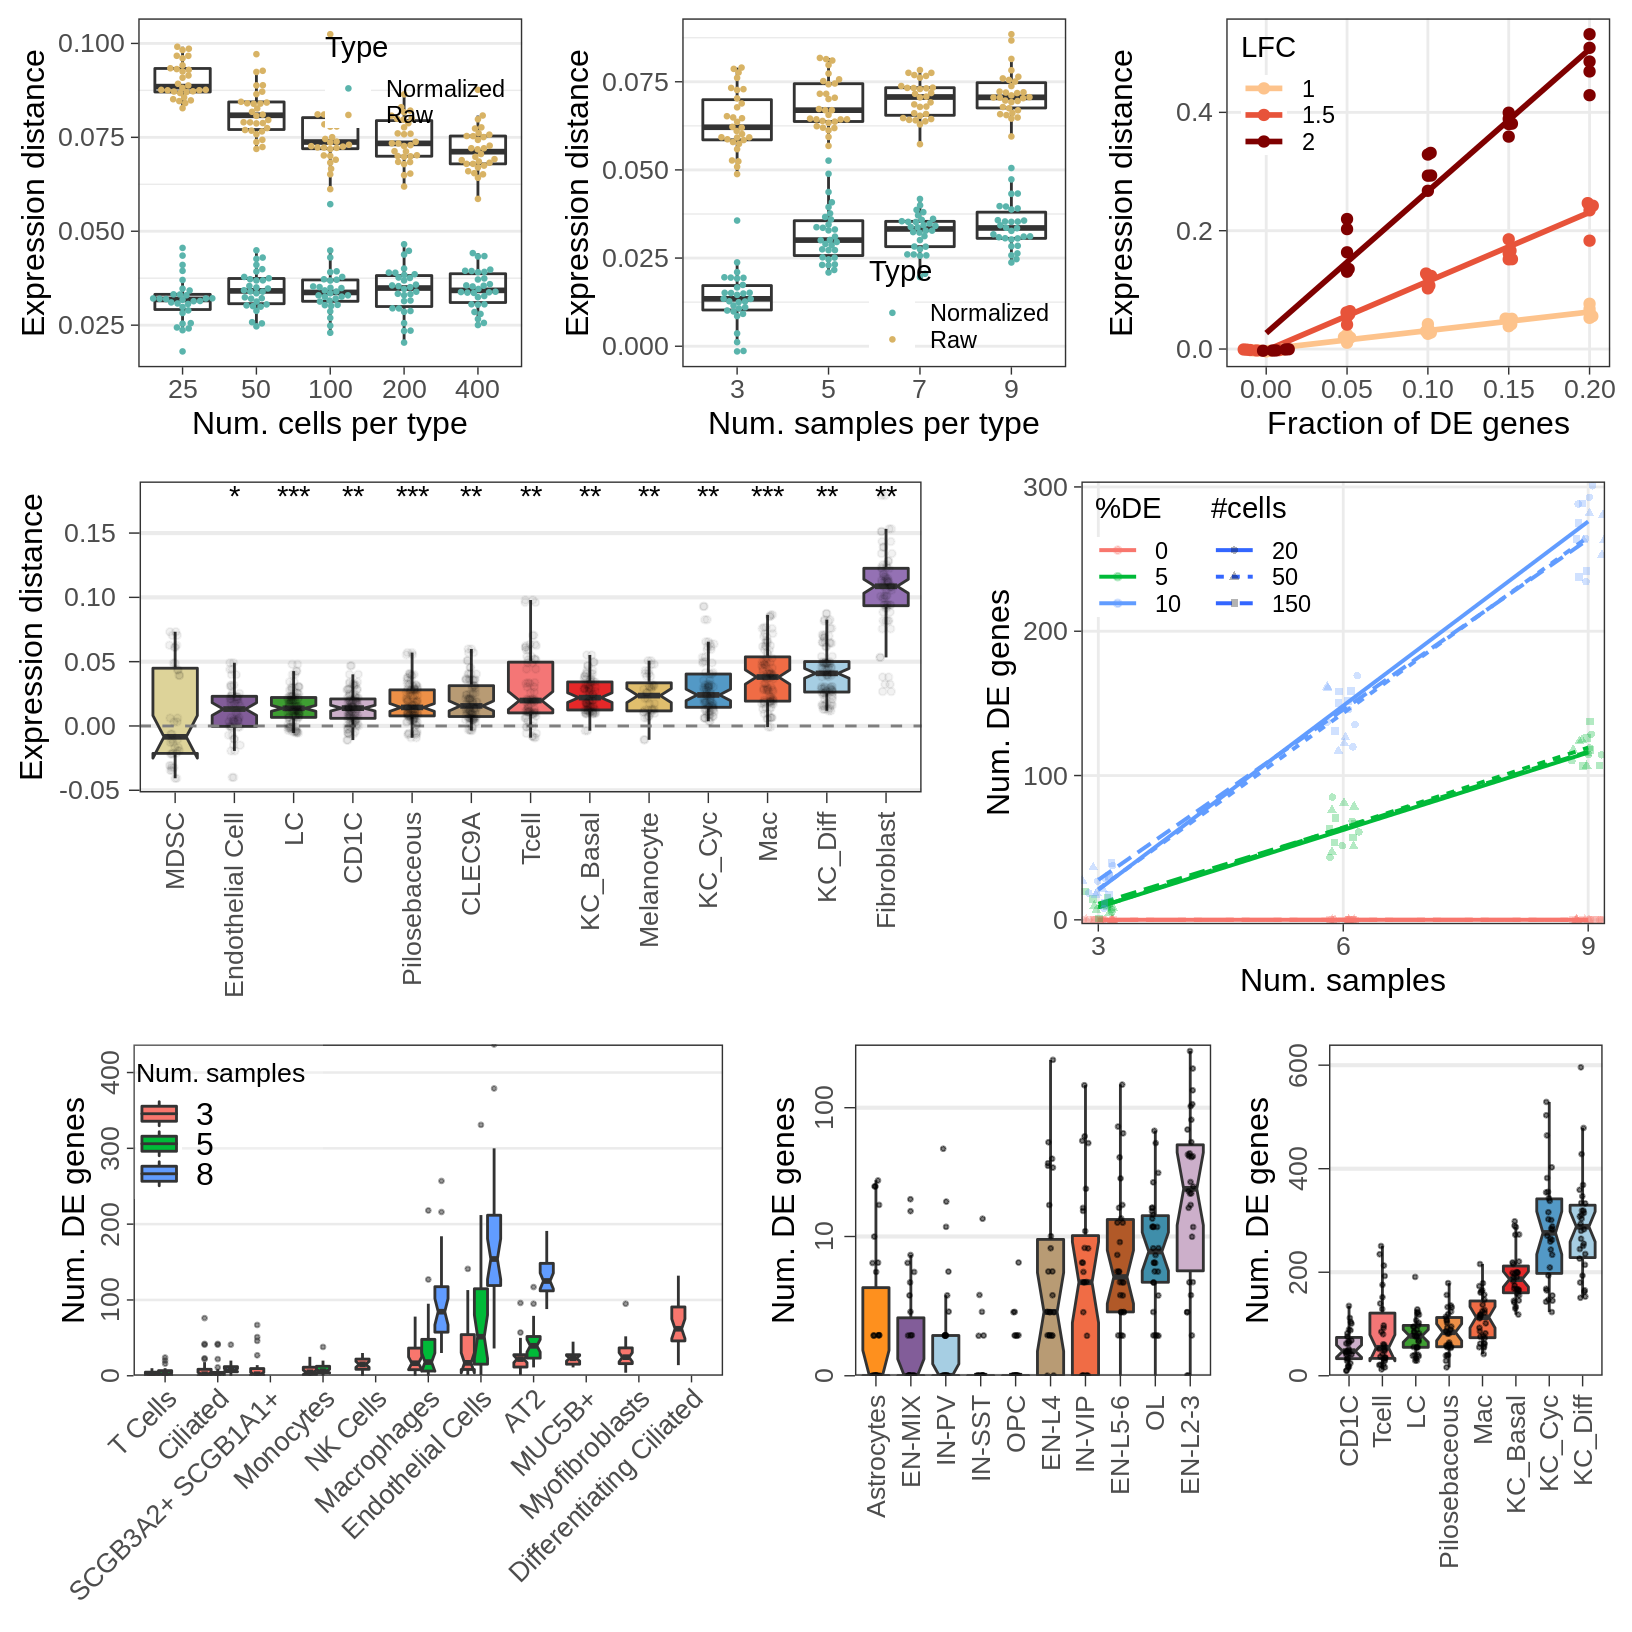 Expression distance
0.100
0.075
0.050
0.025
Type
Normalized
Raw
25 50 100 200 400
Num. cells per type
Expression distance
0.075
0.050
0.025
0.000
Type
Normalized
Raw
3 5 7 9
Num. samples per type
Expression distance
0.4
0.2
0.0
LFC
1
1.5
2
0.00 0.05 0.10 0.15 0.20
Fraction of DE genes
Expression distance
0.15
0.10
0.05
0.00
-0.05
* *** ** *** ** ** ** ** ** *** ** **
MDSC
Endothelial Cell
LC
CD1C
Pilosebaceous
CLEC9A
Tcell
KC_Basal
Melanocyte
KC_Cyc
Mac
KC_Diff
Fibroblast
Num. DE genes
300
200
100
0
%DE #cells
0 20
5 50
10 150
3 6 9
Num. samples
Num. DE genes
400
300
200
100
0
Num. samples
3
5
8
T Cells
Ciliated
SCGB3A2+ SCGB1A1+
Monocytes
NK Cells
Macrophages
Endothelial Cells
AT2
MUC5B+
Myofibroblasts
Differentiating Ciliated
Num. DE genes
100
10
0
Astrocytes
EN-MIX
IN-PV
IN-SST
OPC
EN-L4
IN-VIP
EN-L5-6
OL
EN-L2-3
Num. DE genes
600
400
200
0
CD1C
Tcell
LC
Pilosebaceous
Mac
KC_Basal
KC_Cyc
KC_Diff